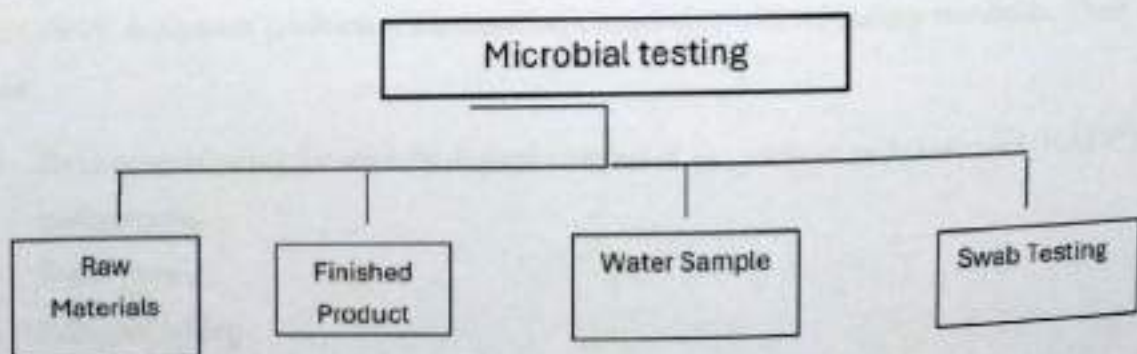 Microbial testing
Raw
Materials
Finished
Product
Water Sample
Swab Testing